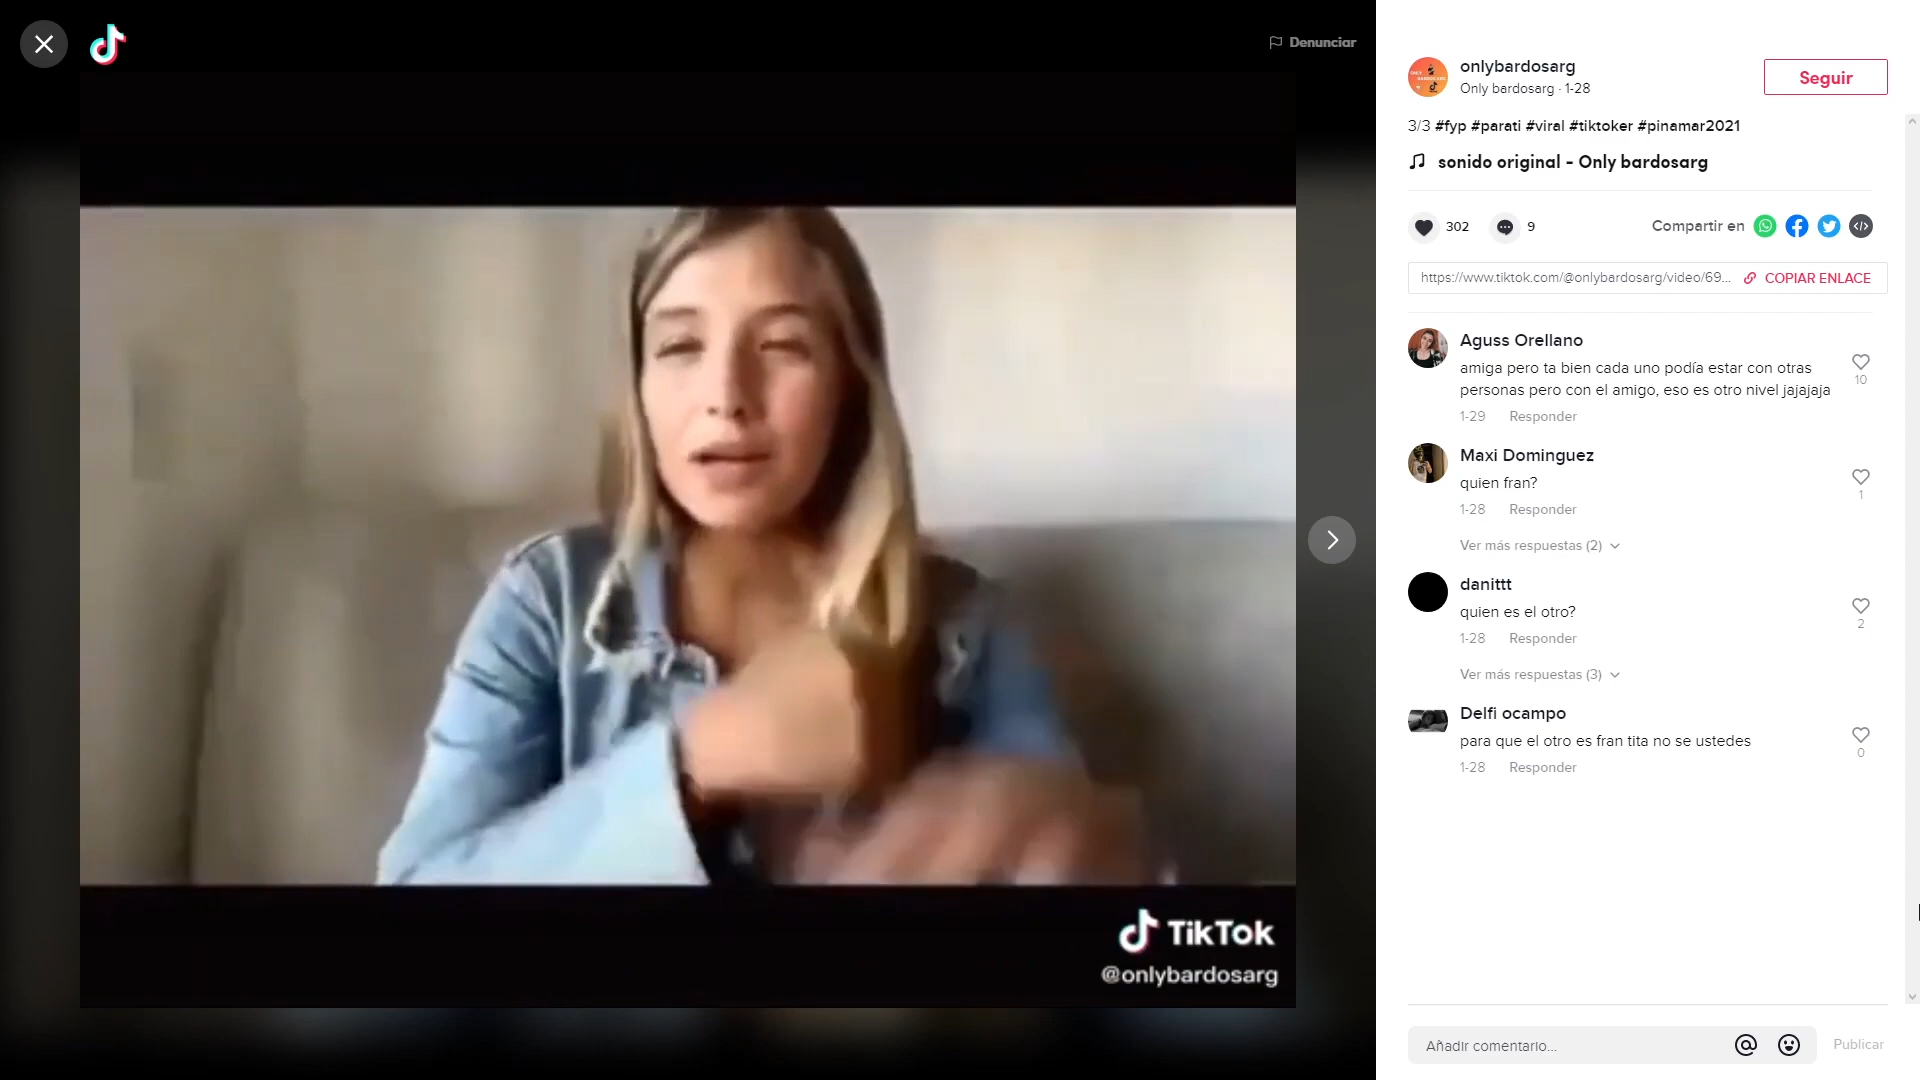 Denunciar
TikTok
@onlybardosarg
onlybardosarg
Only bardosarg · 1-28
Seguir
3/3 #fyp #parati #viral #tiktoker #pinamar2021
sonido original - Only bardosarg
302
9
Compartir en
https://www.tiktok.com/@onlybardosarg/video/69...
COPIAR ENLACE
Aguss Orellano
amiga pero ta bien cada uno podía estar con otras
personas pero con el amigo, eso es otro nivel jajajaja
10
1-29 Responder
Maxi Dominguez
quien fran?
1
1-28 Responder
Ver más respuestas (2)
danittt
quien es el otro?
2
1-28 Responder
Ver más respuestas (3)
Delfi ocampo
para que el otro es fran tita no se ustedes
0
1-28 Responder
Añadir comentario...
Publicar